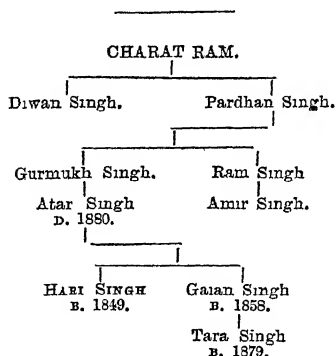 CHARAT RAM.
Diwan Singh. Pardhan Singh.
Gurmukh Singh. Ram Singh
Atar Singh Amir Singh.
D. 1880.
HARI SINGH Gaian Singh
B. 1849. B. 1858.
Tara Singh
B. 1879.